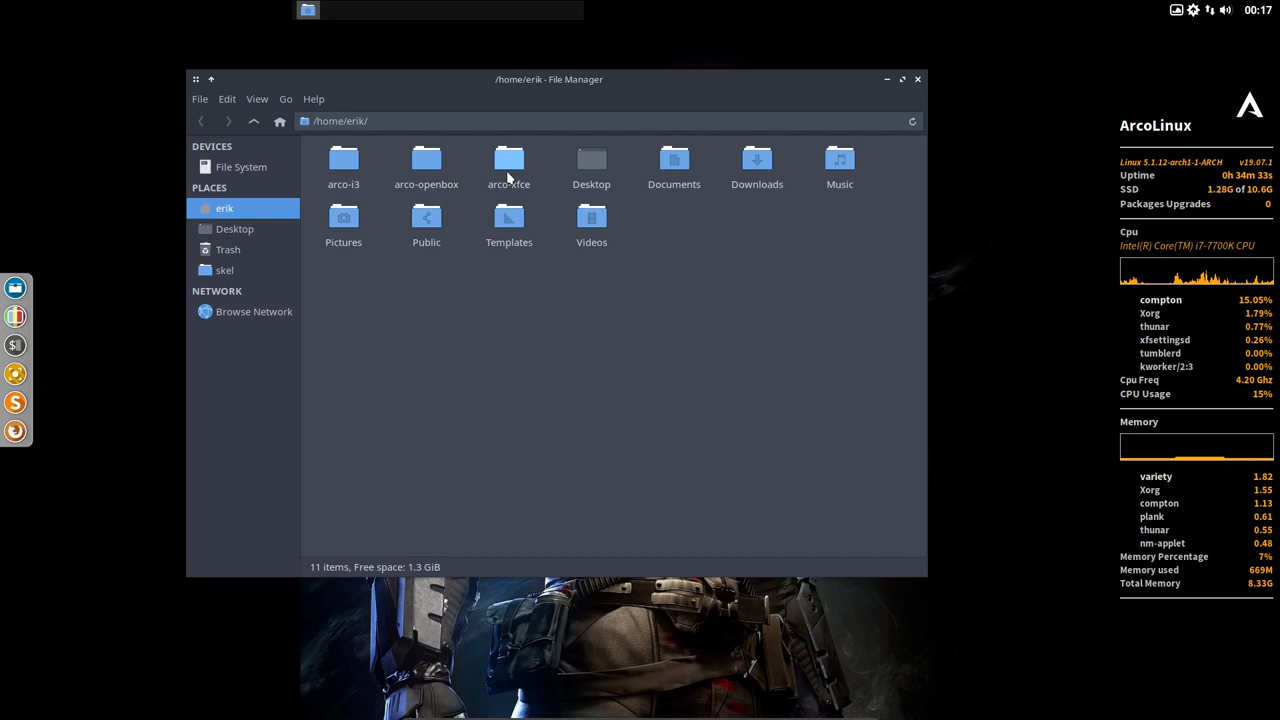 00:17
/home/erik - File Manager
File Edit View Go Help
/home/erik/
DEVICES
File System
PLACES
erik
Desktop
Trash
skel
NETWORK
Browse Network
arco-i3 arco-openbox arco-xfce Desktop Documents Downloads Music
Pictures Public Templates Videos
11 items, Free space: 1.3 GiB
$
S
ArcoLinux
Linux 5.1.12-arch1-1-ARCH v19.07.1
Uptime 0h 34m 33s
SSD 1.28G of 10.6G
Packages Upgrades 0
Cpu
Intel(R) Core(TM) i7-7700K CPU
compton 15.05%
Xorg 1.79%
thunar 0.77%
xfsettingsd 0.26%
tumblerd 0.00%
kworker/2:3 0.00%
Cpu Freq 4.20 Ghz
CPU Usage 15%
Memory
variety 1.82
Xorg 1.55
compton 1.13
plank 0.61
thunar 0.55
nm-applet 0.48
Memory Percentage 7%
Memory used 669M
Total Memory 8.33G